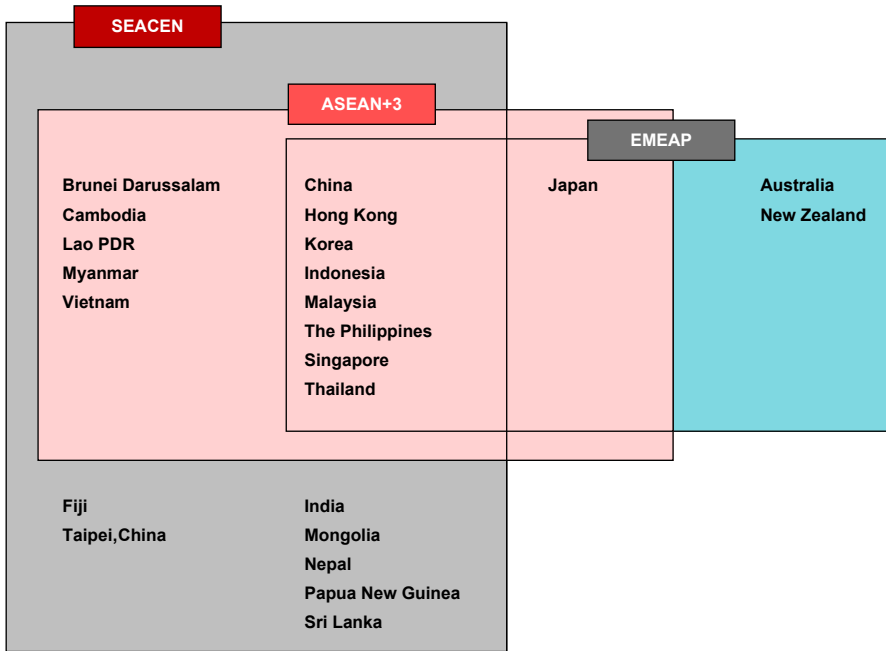 SEACEN
ASEAN+3
EMEAP
Brunei Darussalam
Cambodia
Lao PDR
Myanmar
Vietnam
China
Hong Kong
Korea
Indonesia
Malaysia
The Philippines
Singapore
Thailand
Japan
Australia
New Zealand
Fiji
Taipei,China
India
Mongolia
Nepal
Papua New Guinea
Sri Lanka